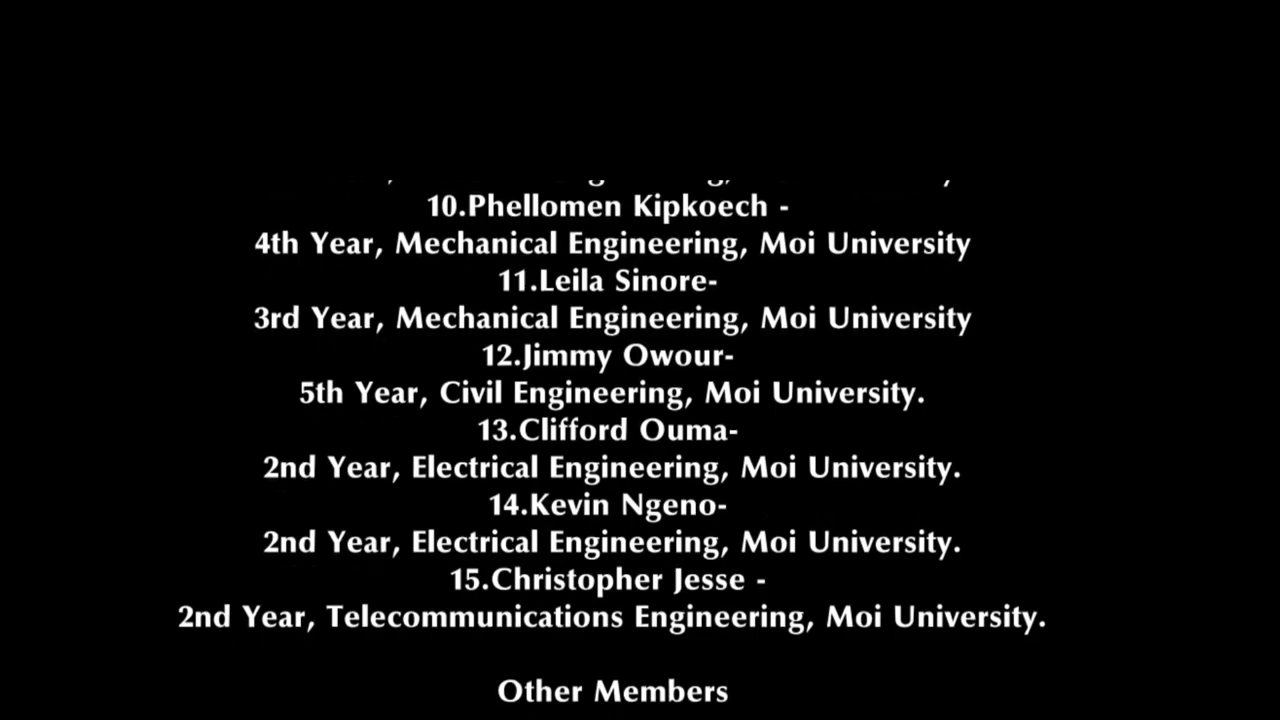 10.Phellomen Kipkoech -
4th Year, Mechanical Engineering, Moi University
11.Leila Sinore-
3rd Year, Mechanical Engineering, Moi University
12.Jimmy Owour-
5th Year, Civil Engineering, Moi University.
13.Clifford Ouma-
2nd Year, Electrical Engineering, Moi University.
14.Kevin Ngeno-
2nd Year, Electrical Engineering, Moi University.
15.Christopher Jesse -
2nd Year, Telecommunications Engineering, Moi University.
Other Members